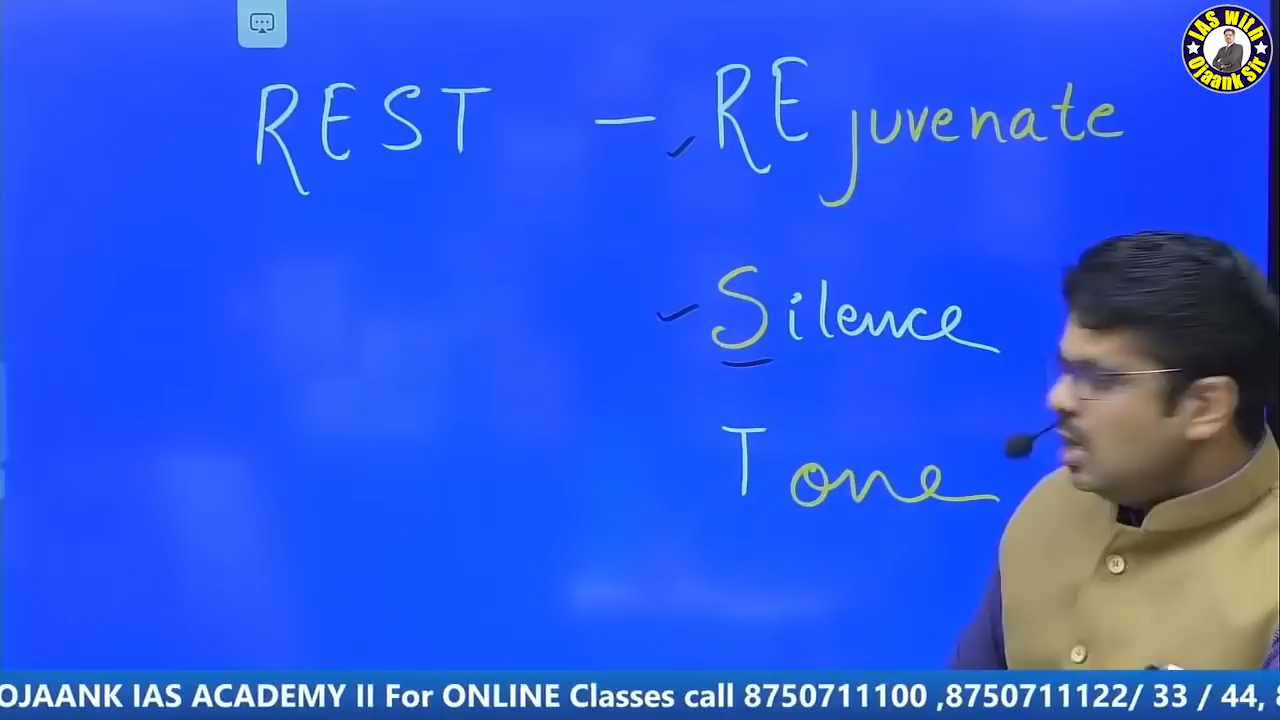 IAS with
Ojaank Sir
REST – REjuvenate
Silence
Tone
OJAANK IAS ACADEMY II For ONLINE Classes call 8750711100 ,8750711122/ 33 / 44,